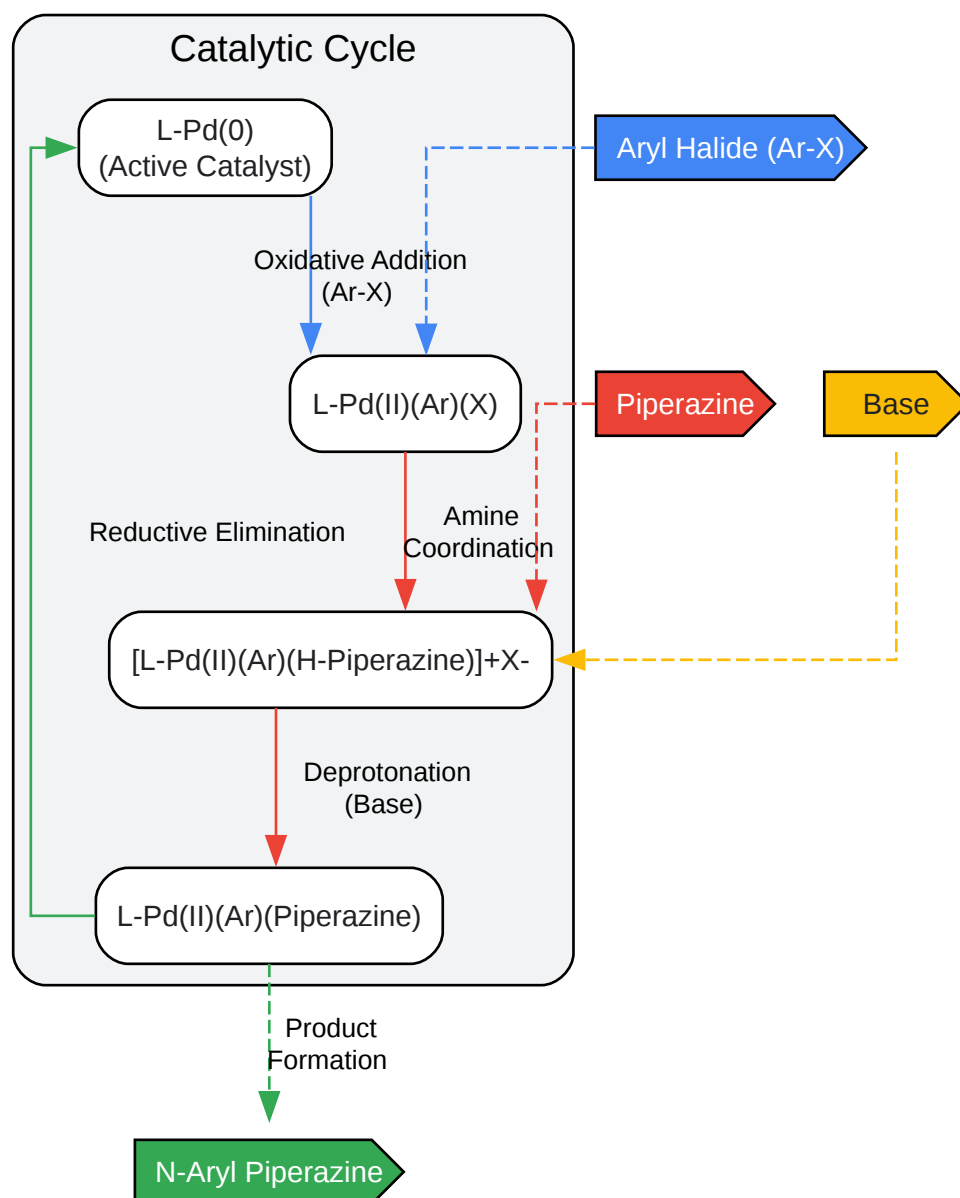 Catalytic Cycle
L-Pd(0)
(Active Catalyst)
Aryl Halide (Ar-X)
Oxidative Addition
(Ar-X)
L-Pd(II)(Ar)(X)
Piperazine
Base
Reductive Elimination
Amine
Coordination
[L-Pd(II)(Ar)(H-Piperazine)]+X-
Deprotonation
(Base)
L-Pd(II)(Ar)(Piperazine)
Product
Formation
N-Aryl Piperazine